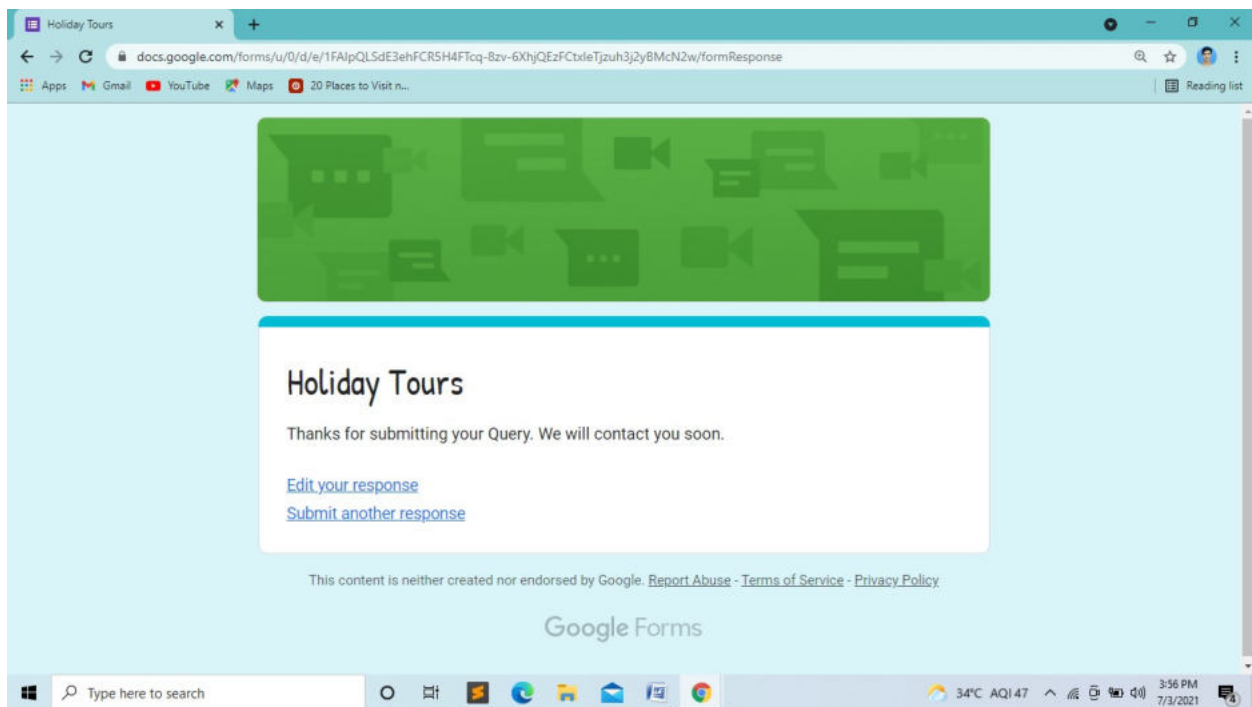 Holiday Tours
docs.google.com/forms/u/0/d/e/1FAIpQLSdE3ehFCR5H4FTcq-8zv-6XhjQEzFCtxIeTjzuh3j2yBMcN2w/formResponse
Apps Gmail YouTube Maps 20 Places to Visit n... Reading list
Holiday Tours
Thanks for submitting your Query. We will contact you soon.
Edit your response
Submit another response
This content is neither created nor endorsed by Google. Report Abuse - Terms of Service - Privacy Policy
Google Forms
Type here to search 34°C AQI 47 3:56 PM
7/3/2021 4